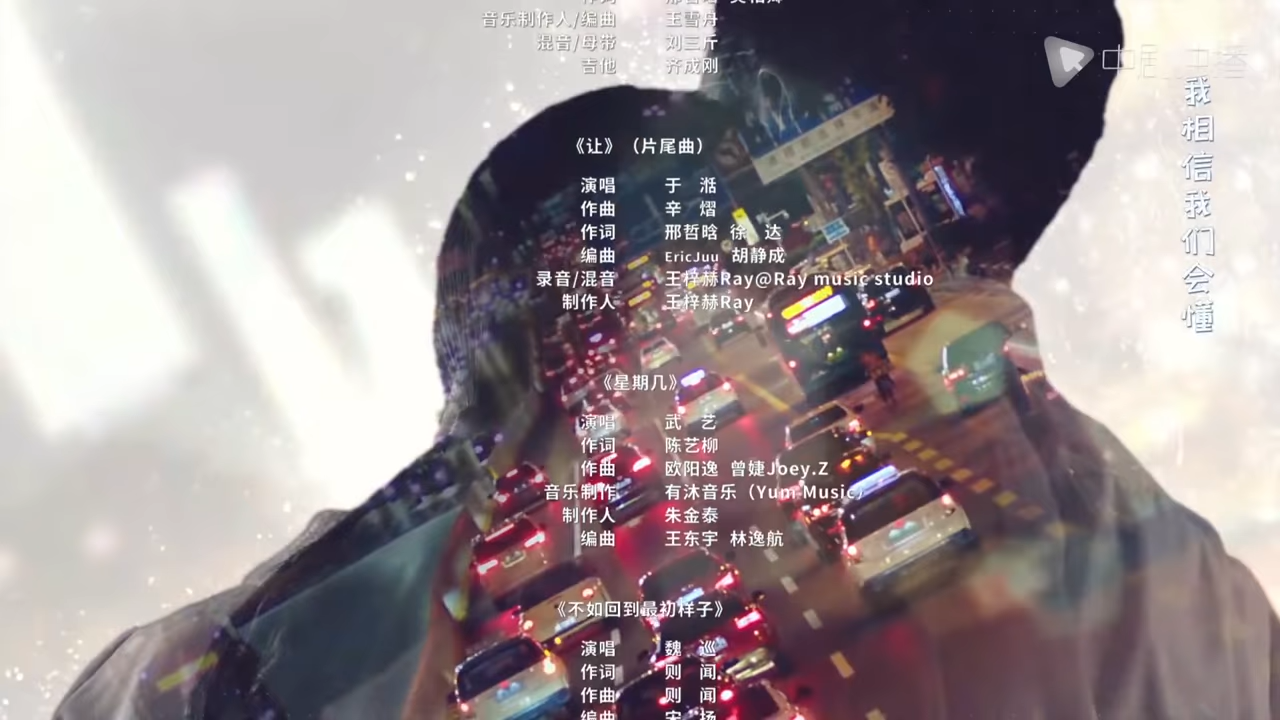 音乐制作人/编曲 王雪丹
混音/母带 刘三斤
吉他 齐成刚
《让》（片尾曲）
演唱 于湉
作曲 辛熠
作词 邢哲晗 徐达
编曲 EricJuu 胡静成
录音/混音 王梓赫Ray@Ray music studio
制作人 王梓赫Ray
《星期几》
演唱 武艺
作词 陈艺柳
作曲 欧阳逸 曾婕Joey.Z
音乐制作 有沐音乐（Yum Music）
制作人 朱金泰
编曲 王东宇 林逸航
《不如回到最初样子》
演唱 魏巡
作词 则闻
作曲 则闻
编曲 宋扬
我相信我们会懂